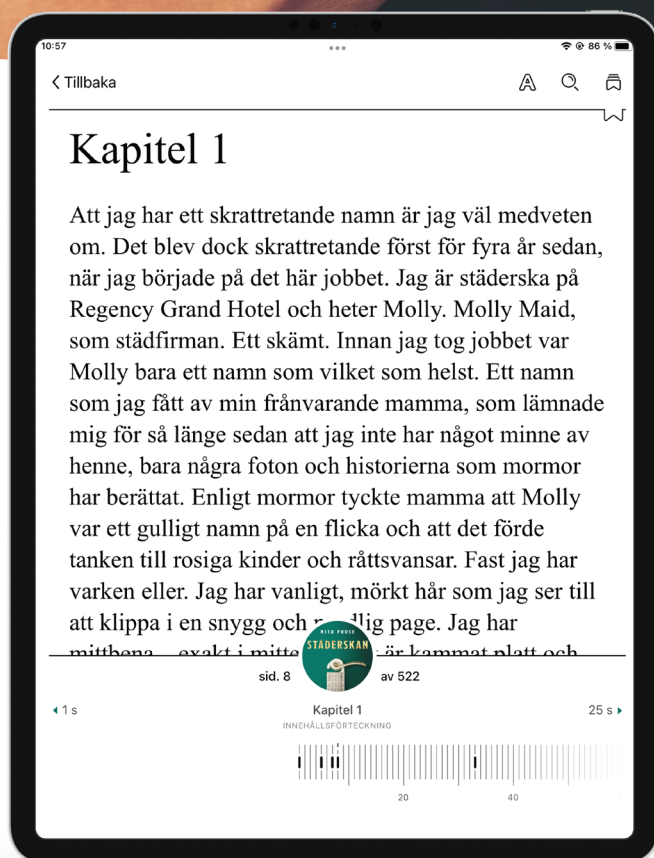 10:57
86 %
Tillbaka
Kapitel 1
Att jag har ett skrattretande namn är jag väl medveten
om. Det blev dock skrattretande först för fyra år sedan,
när jag började på det här jobbet. Jag är städerska på
Regency Grand Hotel och heter Molly. Molly Maid,
som städfirman. Ett skämt. Innan jag tog jobbet var
Molly bara ett namn som vilket som helst. Ett namn
som jag fått av min frånvarande mamma, som lämnade
mig för så länge sedan att jag inte har något minne av
henne, bara några foton och historierna som mormor
har berättat. Enligt mormor tyckte mamma att Molly
var ett gulligt namn på en flicka och att det förde
tanken till rosiga kinder och råttsvansar. Fast jag har
varken eller. Jag har vanligt, mörkt hår som jag ser till
att klippa i en snygg och page. Jag har
mittbena exakt i är kammat platt och
NITA PROSE
STÄDERSKAN
sid. 8 av 522
1 s Kapitel 1 25 s
INNEHÅLLSFÖRTECKNING
20 40